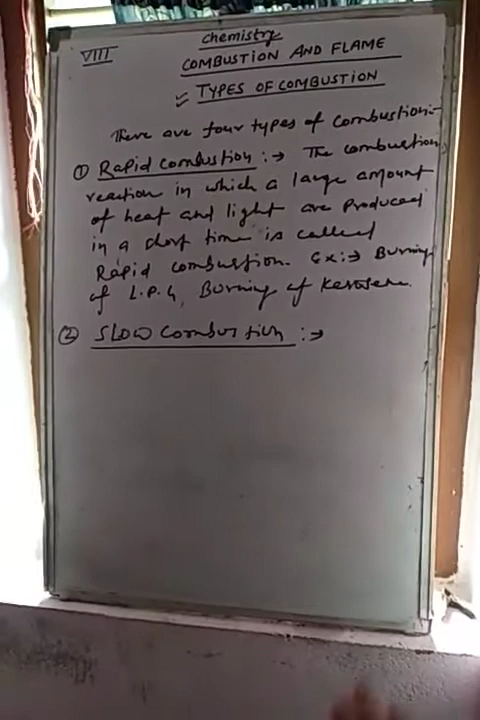 VIII
Chemistry
COMBUSTION AND FLAME
TYPES OF COMBUSTION
There are four types of combustion:-
① Rapid combustion :→ The combustion
reaction in which a large amount
of heat and light are produced
in a short time is called
Rapid combustion. Ex:→ Burning
of L.P.G, Burning of Kerosene.
② SLOW Combustion :→